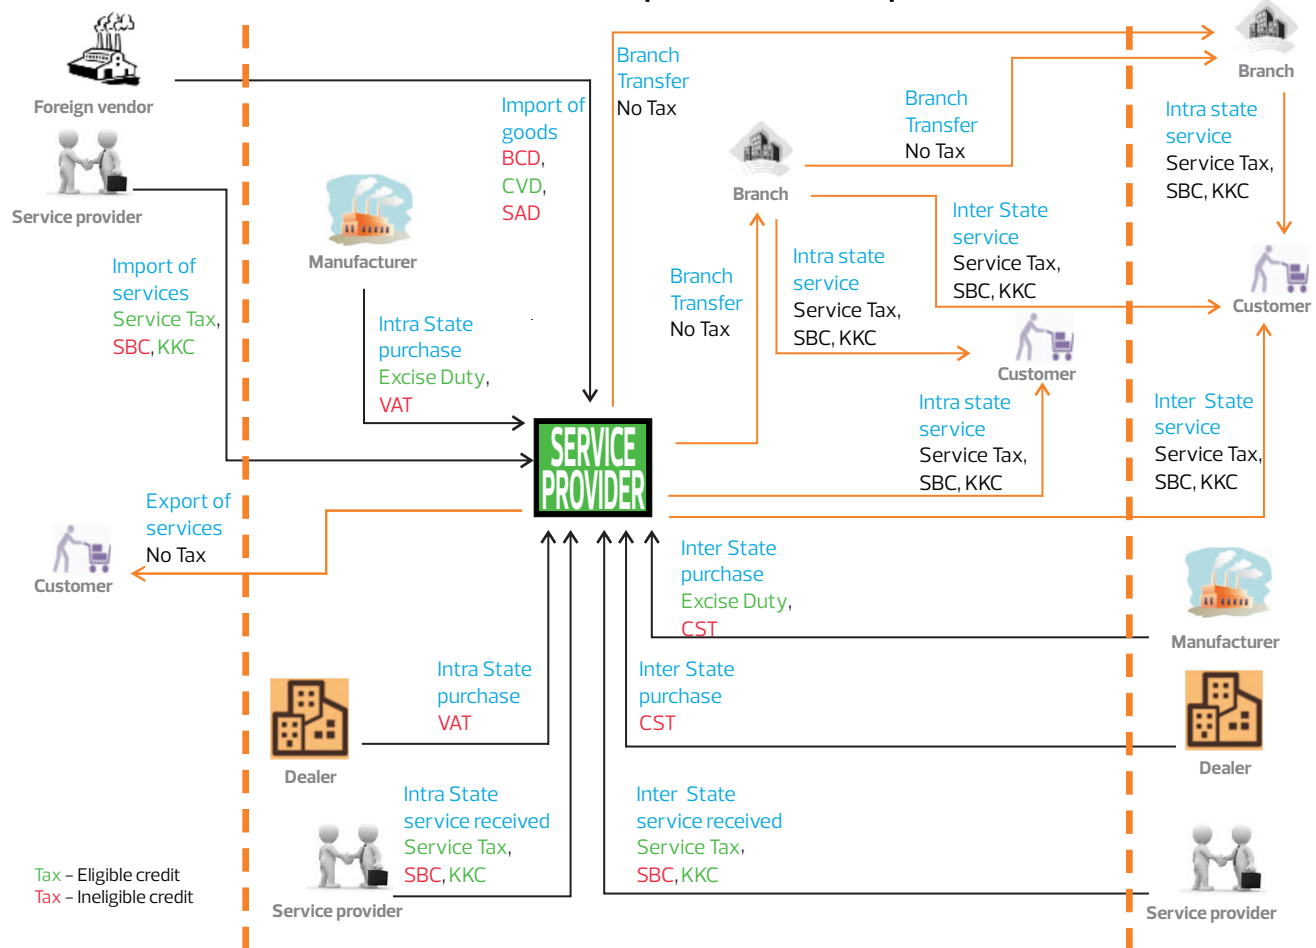 Foreign vendor
Service provider
Import of
services
Service Tax,
SBC, KKC
Manufacturer
Intra State
purchase
Excise Duty,
VAT
Import of
goods
BCD,
CVD,
SAD
Branch
Transfer
No Tax
Branch
Transfer
No Tax
Branch
Branch
Intra state
service
Service Tax,
SBC, KKC
Branch
Transfer
No Tax
Intra state
service
Service Tax,
SBC, KKC
Inter State
service
Service Tax,
SBC, KKC
Customer
Customer
Intra state
service
Service Tax,
SBC, KKC
Inter State
service
Service Tax,
SBC, KKC
SERVICE
PROVIDER
Export of
services
No Tax
Customer
Inter State
purchase
Excise Duty,
CST
Manufacturer
Intra State
purchase
VAT
Dealer
Inter State
purchase
CST
Dealer
Intra State
service received
Service Tax,
SBC, KKC
Service provider
Inter State
service received
Service Tax,
SBC, KKC
Service provider
Tax – Eligible credit
Tax – Ineligible credit